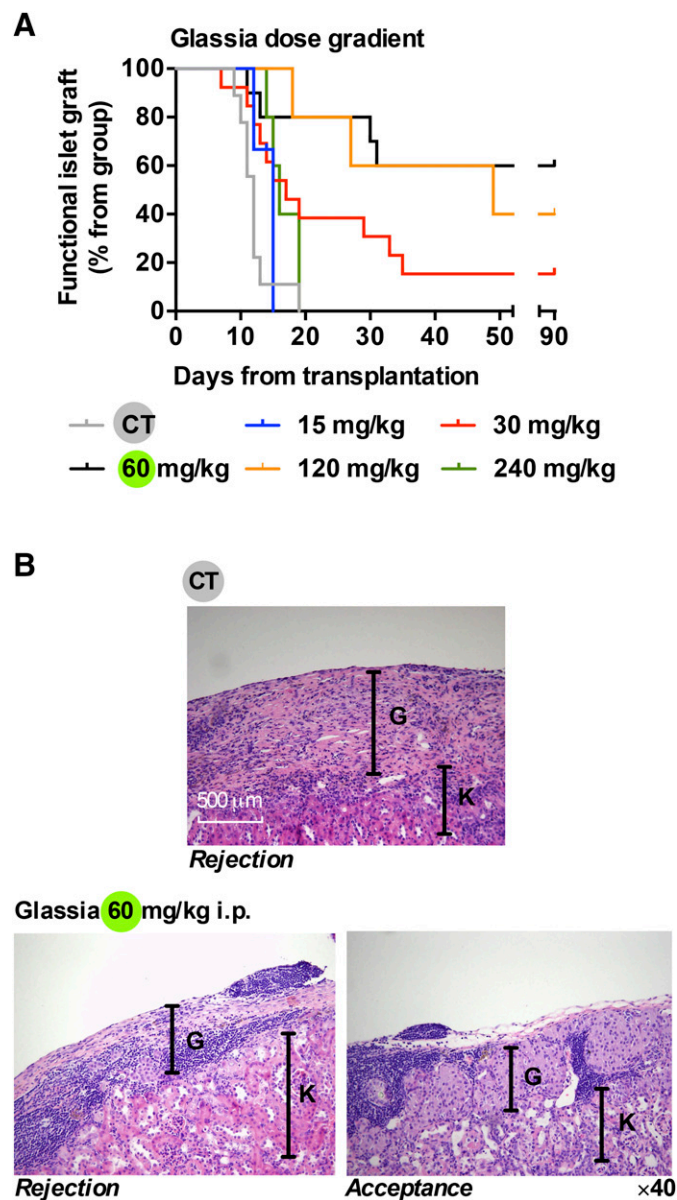 A
Glassia dose gradient
Functional islet graft
(% from group)
100
80
60
40
20
0
0 10 20 30 40 50 90
Days from transplantation
CT 15 mg/kg 30 mg/kg
60 mg/kg 120 mg/kg 240 mg/kg
B
CT
G
K
500 µm
Rejection
Glassia 60 mg/kg i.p.
G
K
G
K
Rejection Acceptance ×40